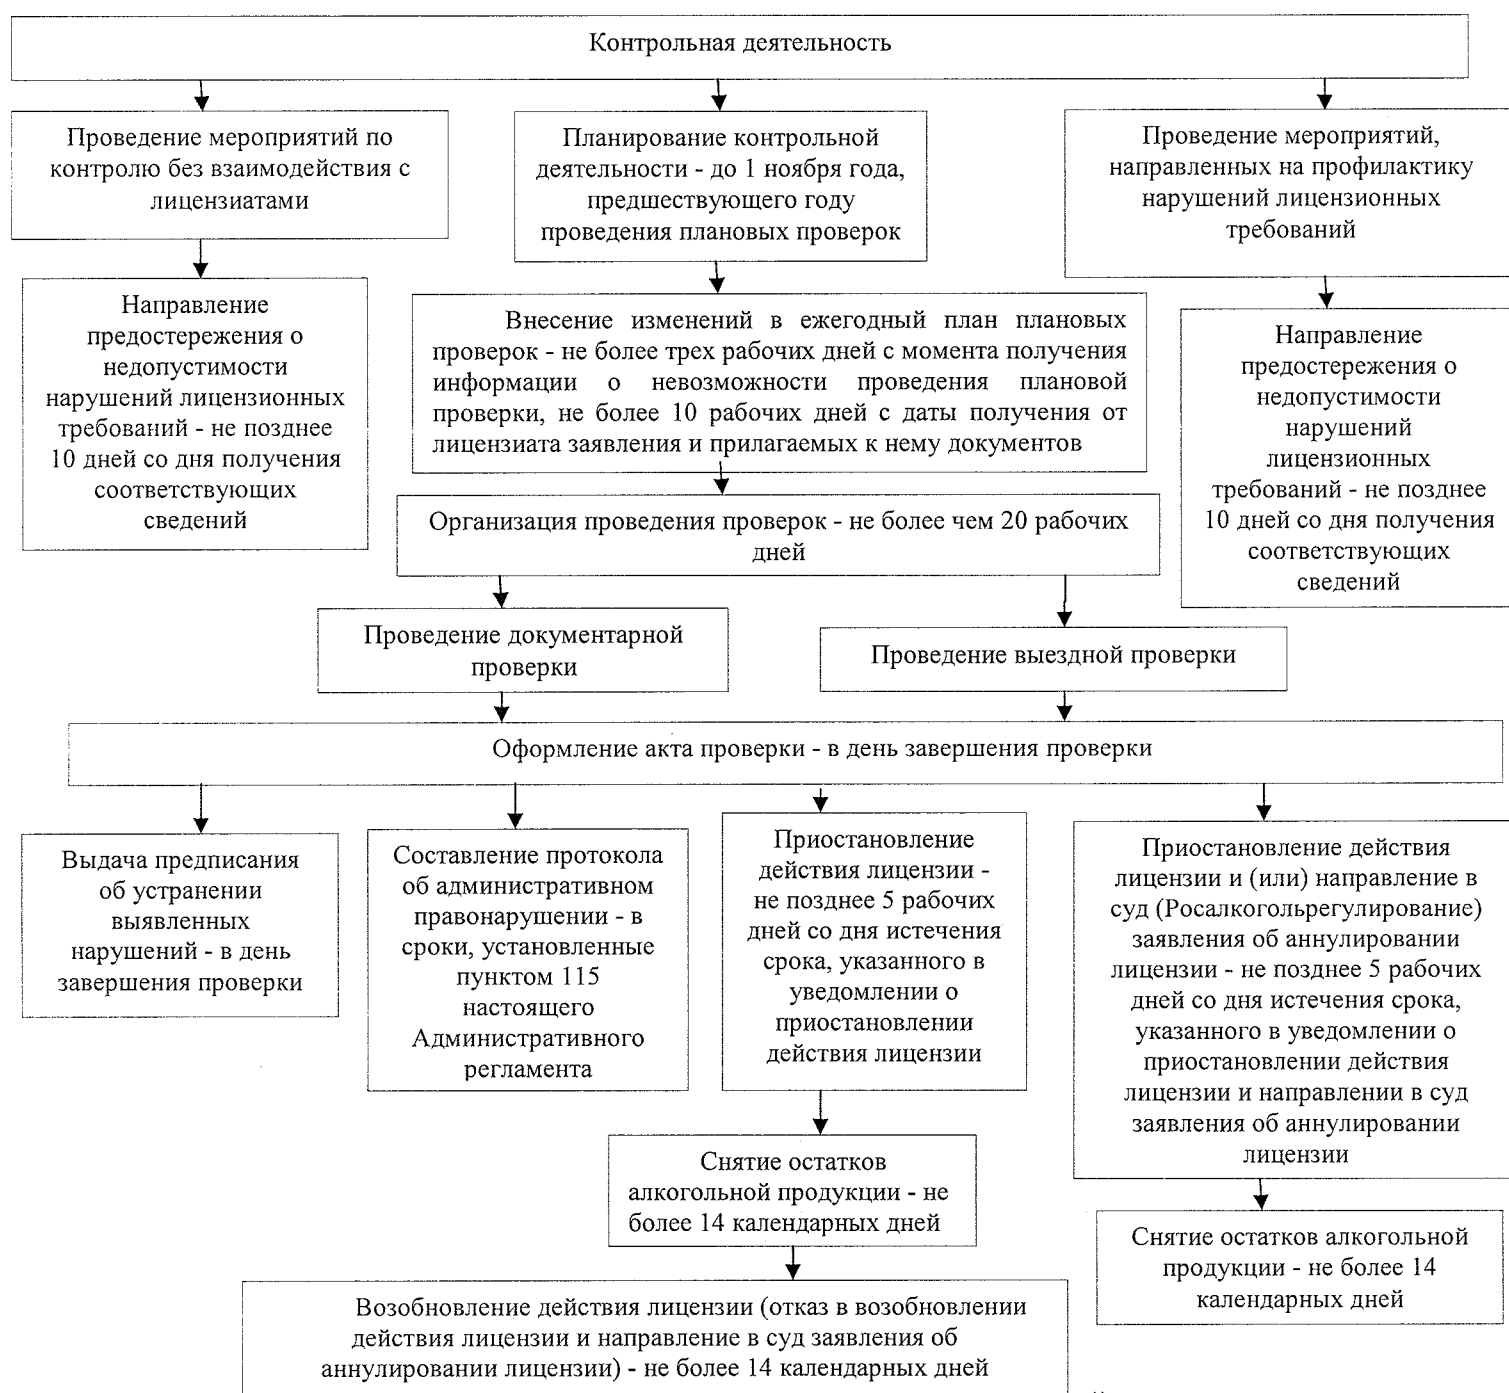 Контрольная деятельность
Проведение мероприятий по
контролю без взаимодействия с
лицензиатами
Планирование контрольной
деятельности - до 1 ноября года,
предшествующего году
проведения плановых проверок
Проведение мероприятий,
направленных на профилактику
нарушений лицензионных
требований
Направление
предостережения о
недопустимости
нарушений лицензионных
требований - не позднее
10 дней со дня получения
соответствующих
сведений
Внесение изменений в ежегодный план плановых
проверок - не более трех рабочих дней с момента получения
информации о невозможности проведения плановой
проверки, не более 10 рабочих дней с даты получения от
лицензиата заявления и прилагаемых к нему документов
Направление
предостережения о
недопустимости
нарушений
лицензионных
требований - не позднее
10 дней со дня получения
соответствующих
сведений
Организация проведения проверок - не более чем 20 рабочих
дней
Проведение документарной
проверки
Проведение выездной проверки
Оформление акта проверки - в день завершения проверки
Выдача предписания
об устранении
выявленных
нарушений - в день
завершения проверки
Составление протокола
об административном
правонарушении - в
сроки, установленные
пунктом 115
настоящего
Административного
регламента
Приостановление
действия лицензии -
не позднее 5 рабочих
дней со дня истечения
срока, указанного в
уведомлении о
приостановлении
действия лицензии
Приостановление действия
лицензии и (или) направление в
суд (Росалкогольрегулирование)
заявления об аннулировании
лицензии - не позднее 5 рабочих
дней со дня истечения срока,
указанного в уведомлении о
приостановлении действия
лицензии и направлении в суд
заявления об аннулировании
лицензии
Снятие остатков
алкогольной продукции - не
более 14 календарных дней
Снятие остатков алкогольной
продукции - не более 14
календарных дней
Возобновление действия лицензии (отказ в возобновлении
действия лицензии и направление в суд заявления об
аннулировании лицензии) - не более 14 календарных дней